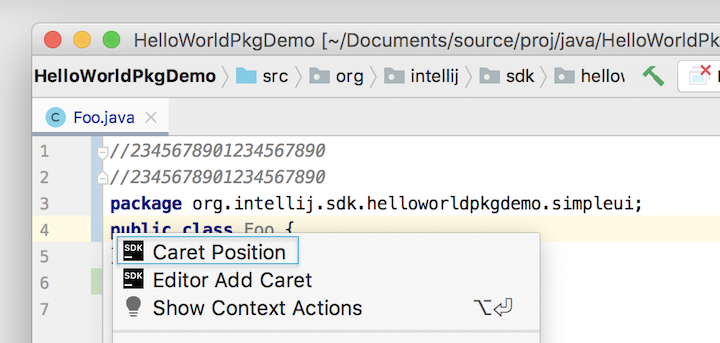 HelloWorldPkgDemo [~/Documents/source/proj/java/HelloWorldPk
HelloWorldPkgDemo src org intellij sdk
Foo.java
1 //2345678901234567890
2 //2345678901234567890
3 package org.intellij.sdk.helloworldpkgdemo.simpleui;
4 public class Foo {
5
SDK Caret Position
6
SDK Editor Add Caret
7
Show Context Actions ⌥⏎